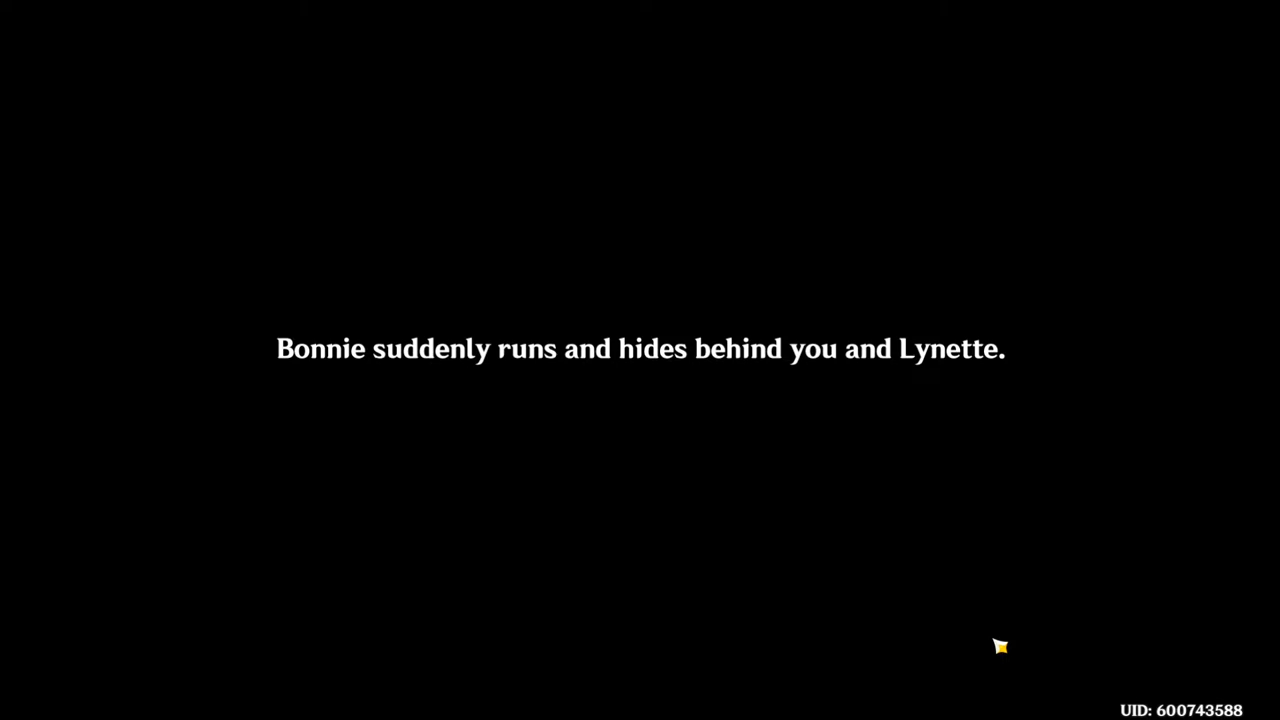 Bonnie suddenly runs and hides behind you and Lynette.
UID: 600743588